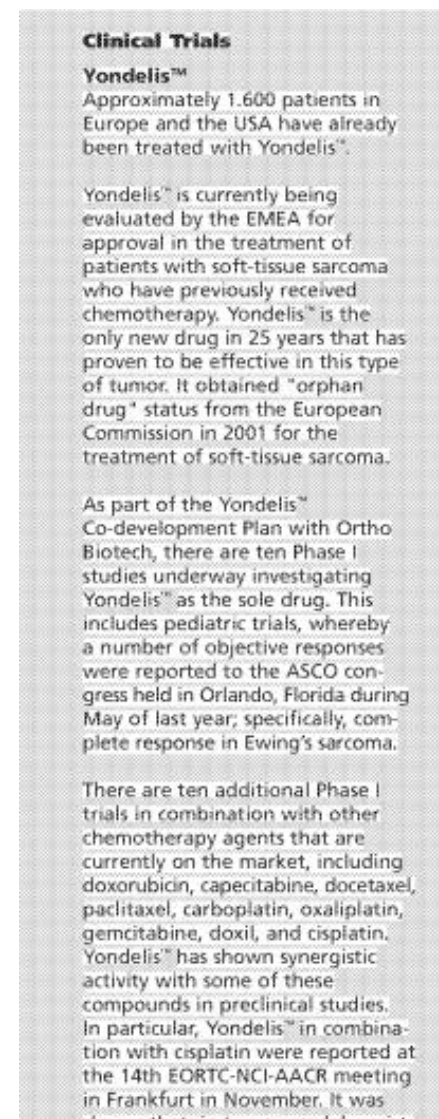 Clinical Trials
Yondelis™
Approximately 1.600 patients in
Europe and the USA have already
been treated with Yondelis™.
Yondelis™ is currently being
evaluated by the EMEA for
approval in the treatment of
patients with soft-tissue sarcoma
who have previously received
chemotherapy. Yondelis™ is the
only new drug in 25 years that has
proven to be effective in this type
of tumor. It obtained "orphan
drug" status from the European
Commission in 2001 for the
treatment of soft-tissue sarcoma.
As part of the Yondelis™
Co-development Plan with Ortho
Biotech, there are ten Phase I
studies underway investigating
Yondelis™ as the sole drug. This
includes pediatric trials, whereby
a number of objective responses
were reported to the ASCO con-
gress held in Orlando, Florida during
May of last year; specifically, com-
plete response in Ewing's sarcoma.
There are ten additional Phase I
trials in combination with other
chemotherapy agents that are
currently on the market, including
doxorubicin, capecitabine, docetaxel,
paclitaxel, carboplatin, oxaliplatin,
gemcitabine, doxil, and cisplatin.
Yondelis™ has shown synergistic
activity with some of these
compounds in preclinical studies.
In particular, Yondelis™ in combina-
tion with cisplatin were reported at
the 14th EORTC-NCI-AACR meeting
in Frankfurt in November. It was